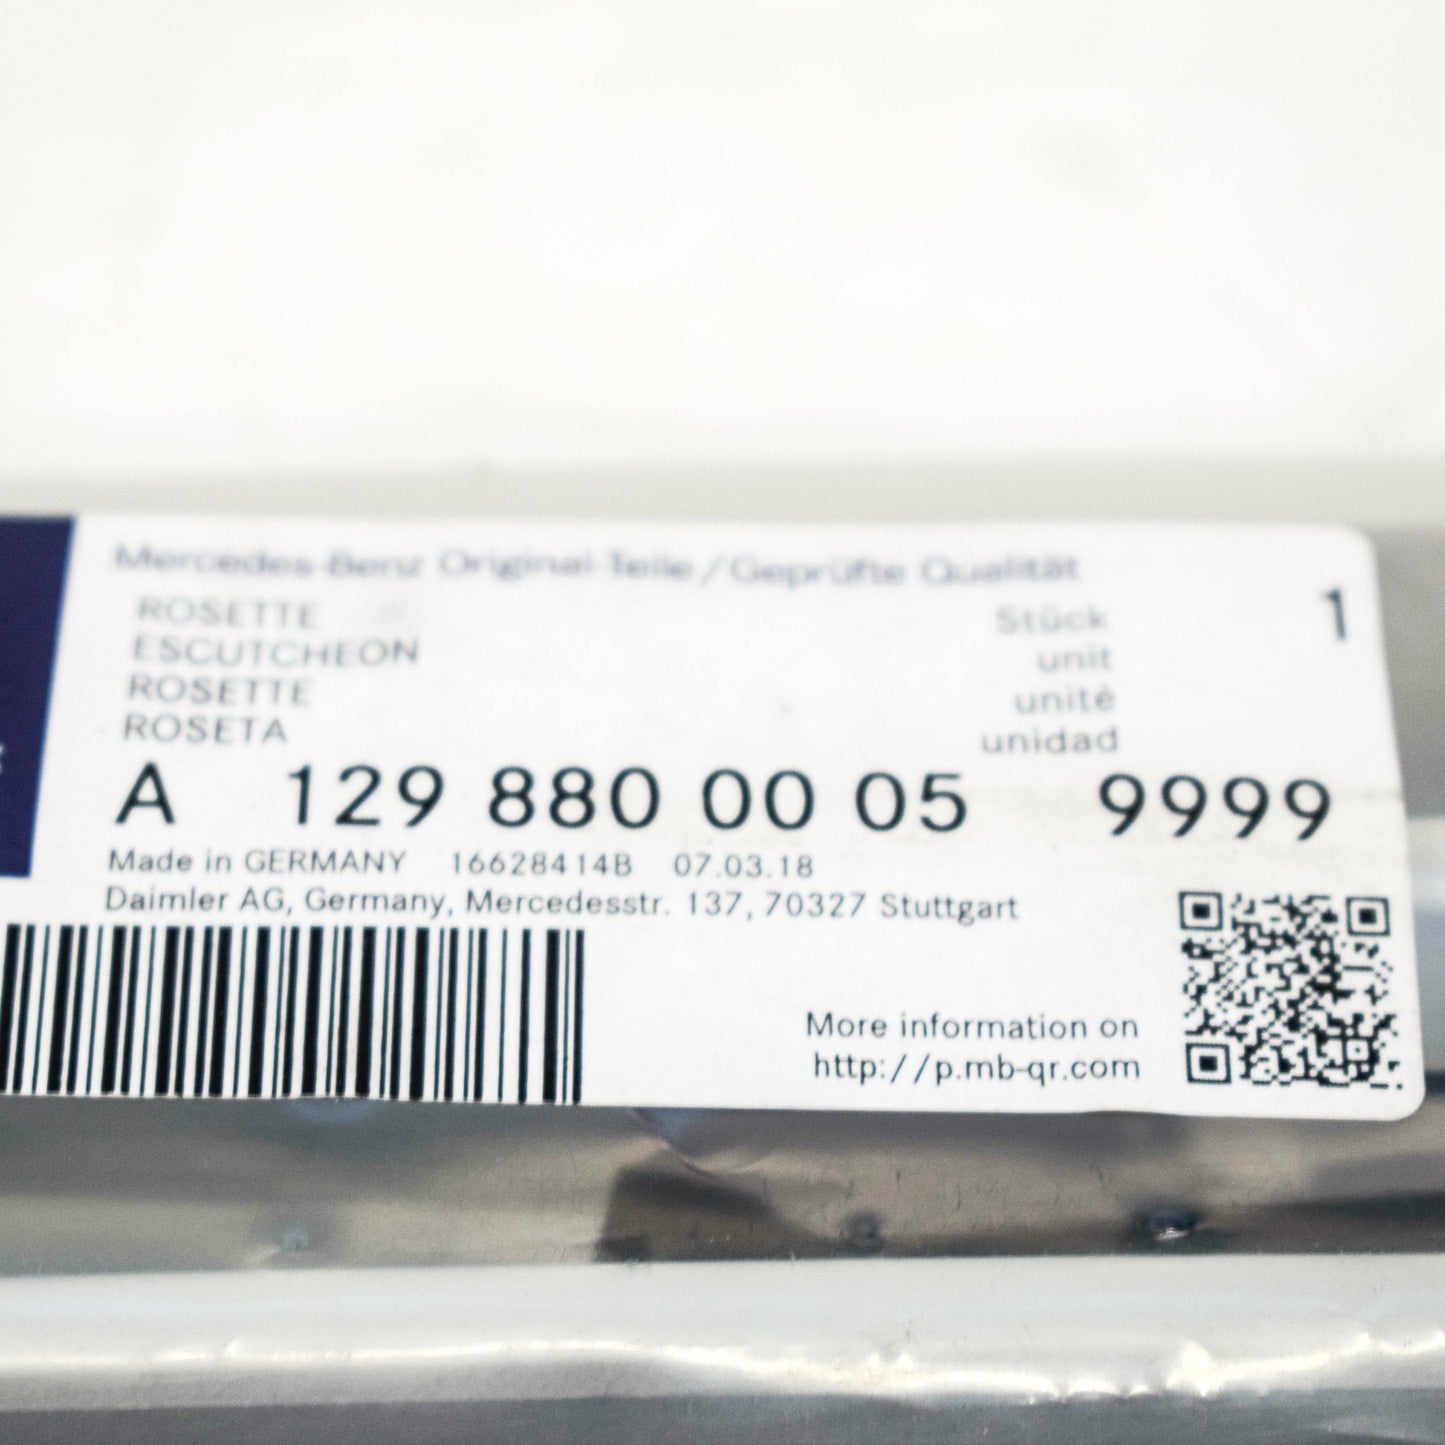 Mercedes-Benz Original-Teile/Geprüfte Qualität
ROSETTE Stück 1
ESCUTCHEON unit
ROSETTE unité
ROSETA unidad
A 129 880 00 05 9999
Made in GERMANY 16628414B 07.03.18
Daimler AG, Germany, Mercedesstr. 137, 70327 Stuttgart
More information on
http://p.mb-qr.com